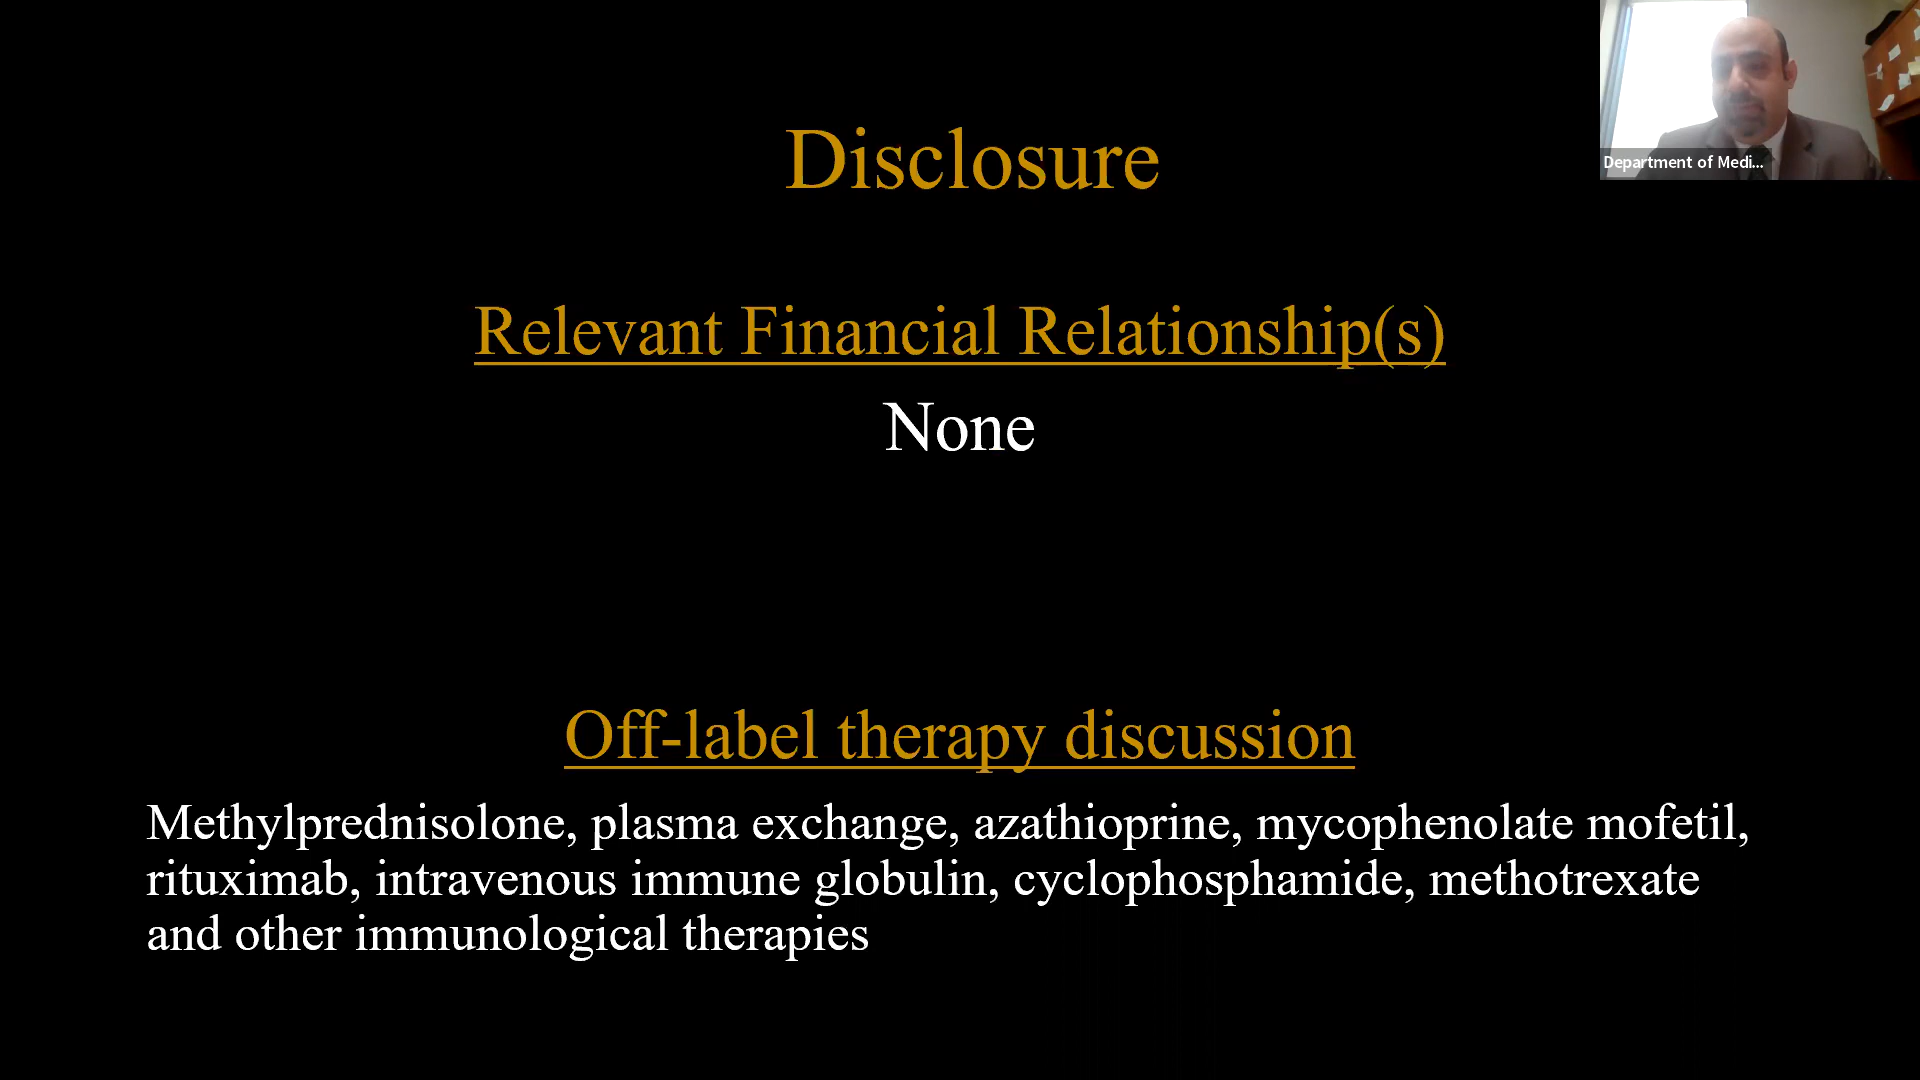 Disclosure
Department of Medi...
Relevant Financial Relationship(s)
None
Off-label therapy discussion
Methylprednisolone, plasma exchange, azathioprine, mycophenolate mofetil,
rituximab, intravenous immune globulin, cyclophosphamide, methotrexate
and other immunological therapies